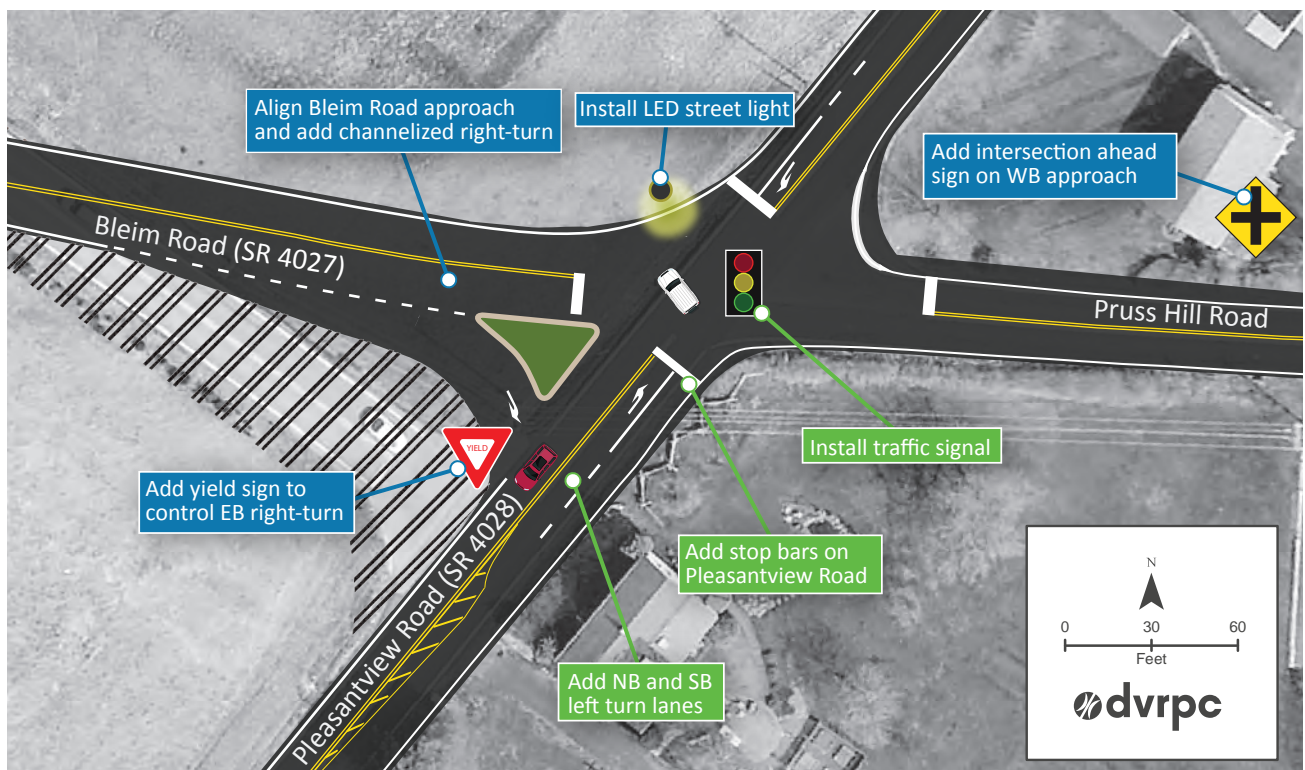 Align Bleim Road approach
and add channelized right-turn
Install LED street light
Add intersection ahead
sign on WB approach
Bleim Road (SR 4027)
Pruss Hill Road
YIELD
Install traffic signal
Add yield sign to
control EB right-turn
Add stop bars on
Pleasantview Road
Pleasantview Road (SR 4028)
Add NB and SB
left turn lanes
N
0 30 60
Feet
dvrpc